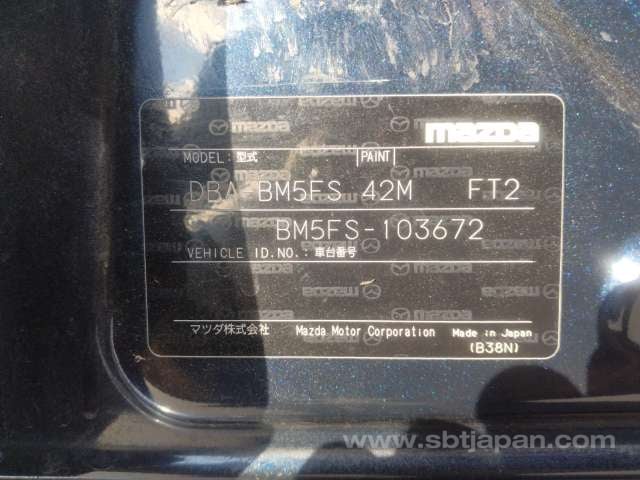 mazda
MODEL: 型式 PAINT
DBA-BM5FS 42M FT2
BM5FS-103672
VEHICLE ID.NO.: 車台番号
マツダ株式会社 Mazda Motor Corporation Made in Japan
(B38N)
www.sbtjapan.com